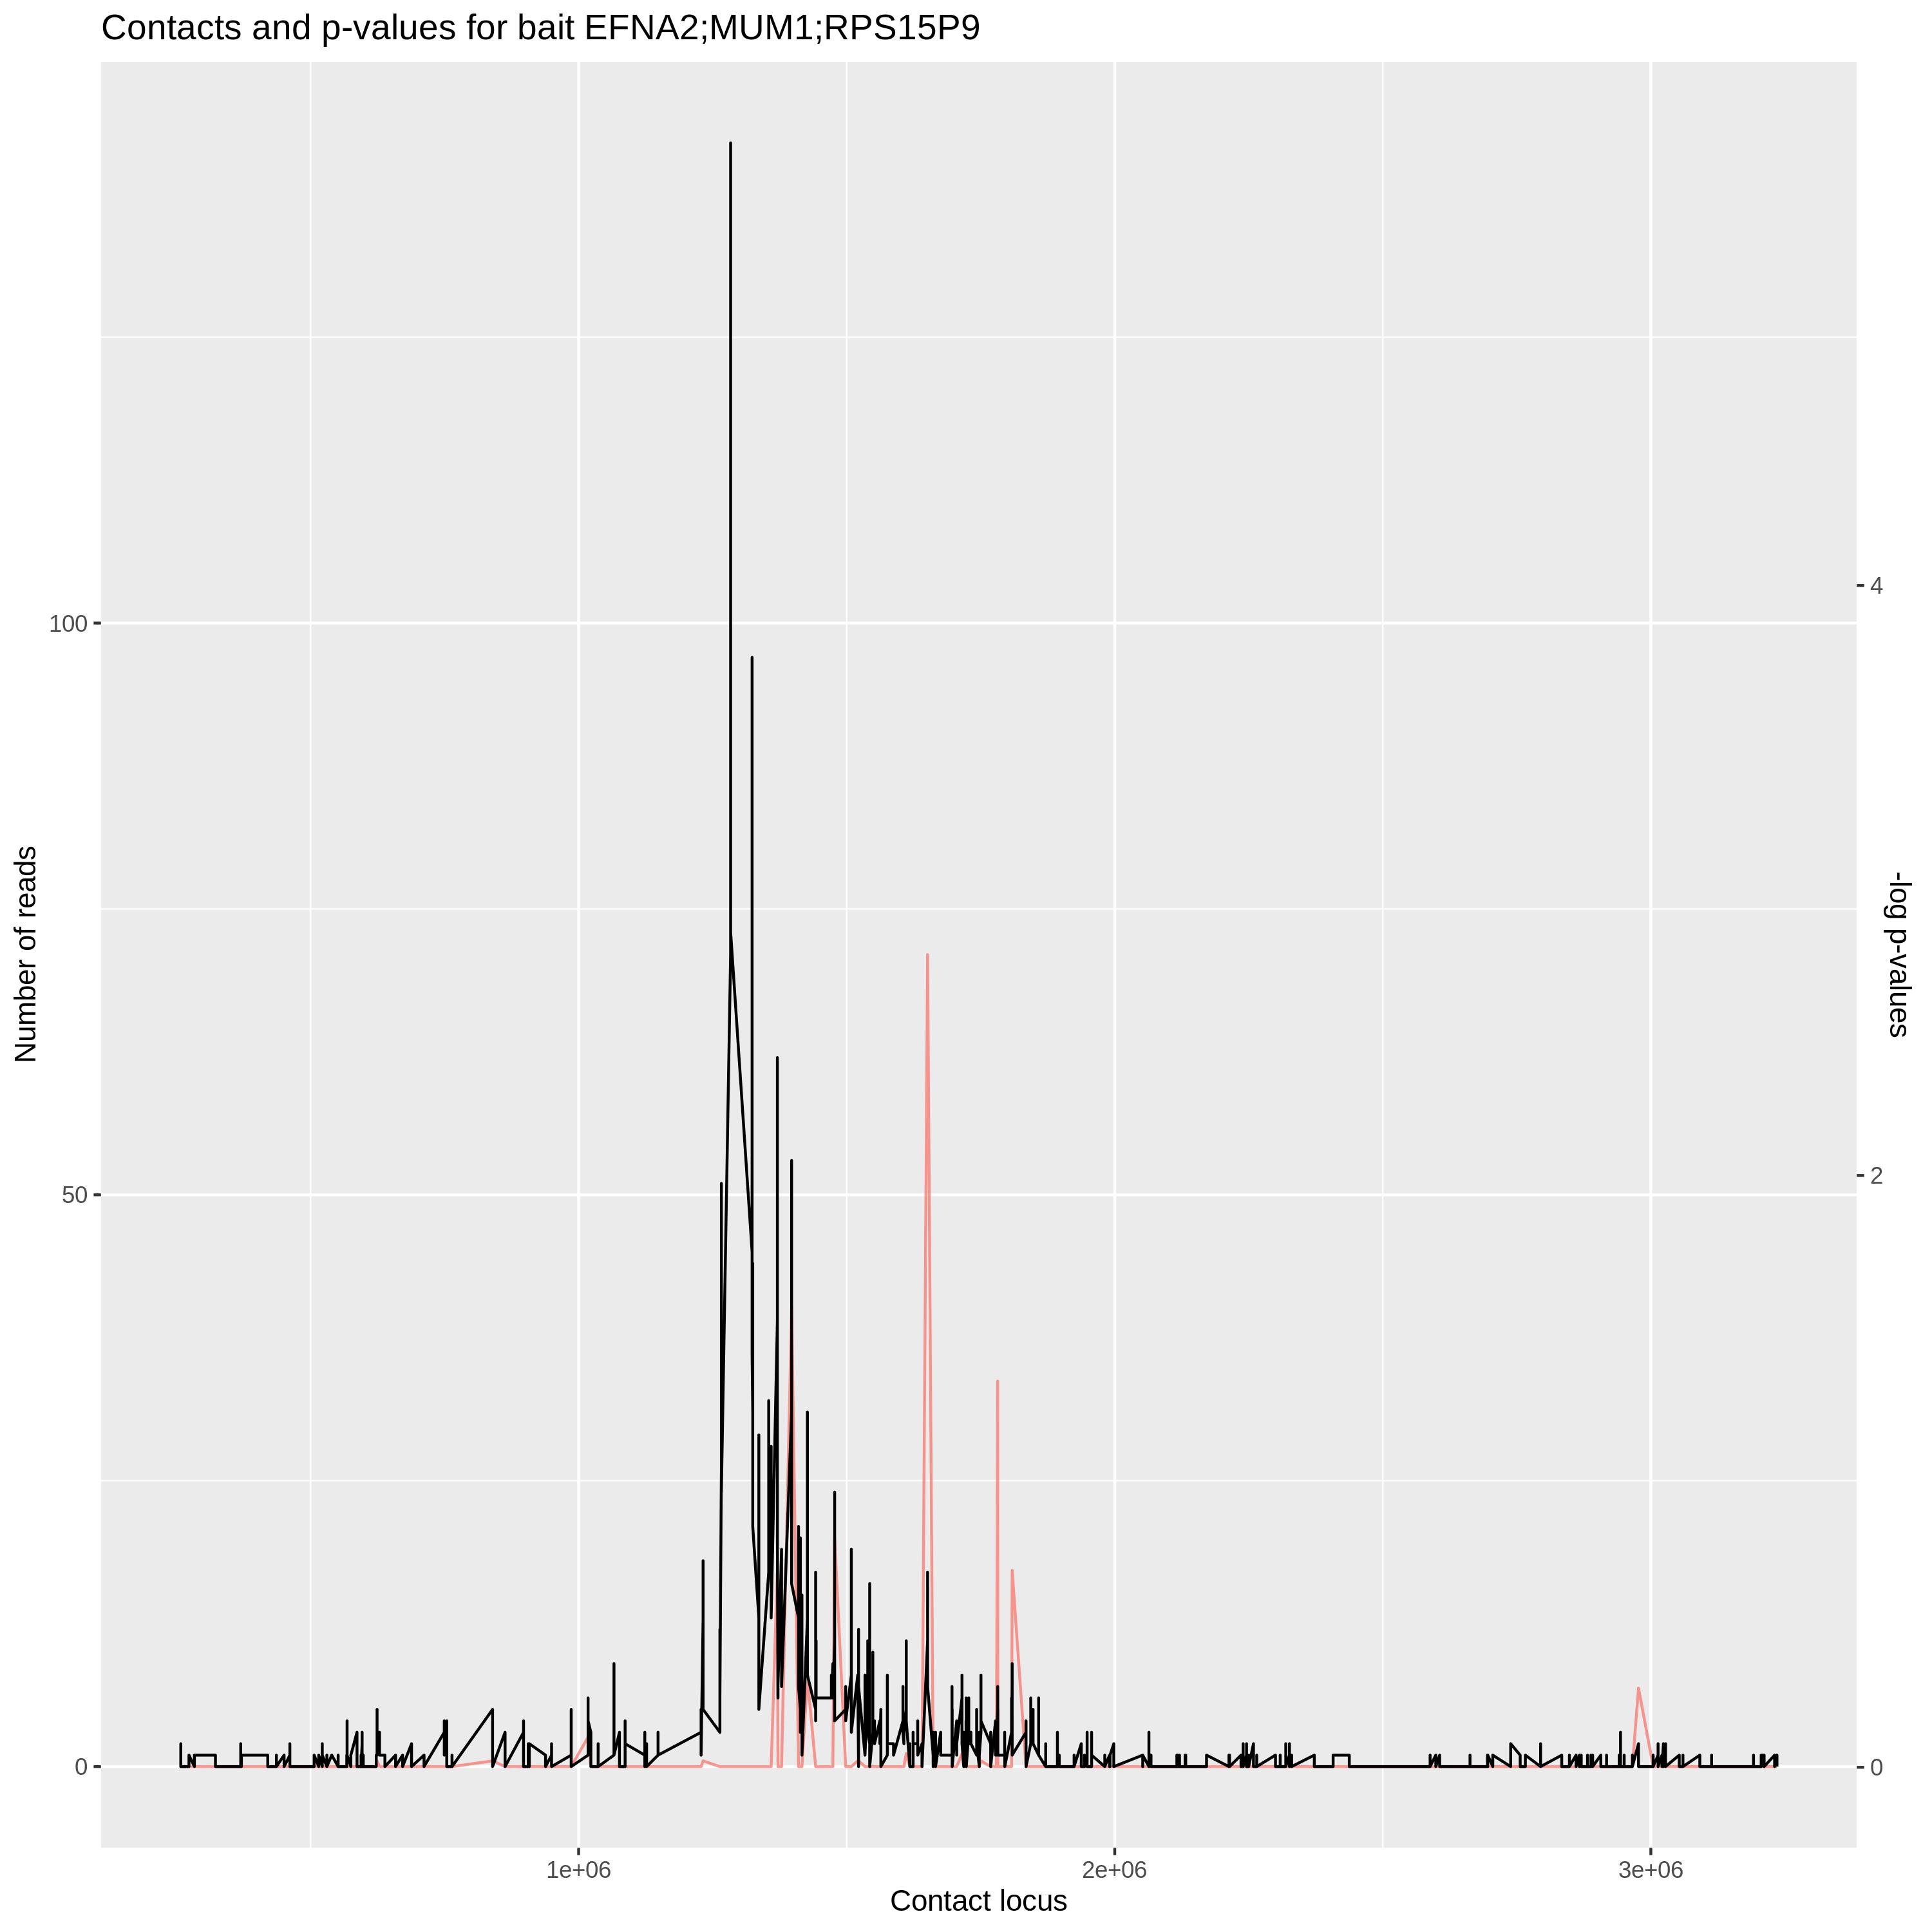 Contacts and p-values for bait EFNA2;MUM1;RPS15P9
Number of reads
100
50
0
4
2
0
-log p-values
1e+06
2e+06
3e+06
Contact locus